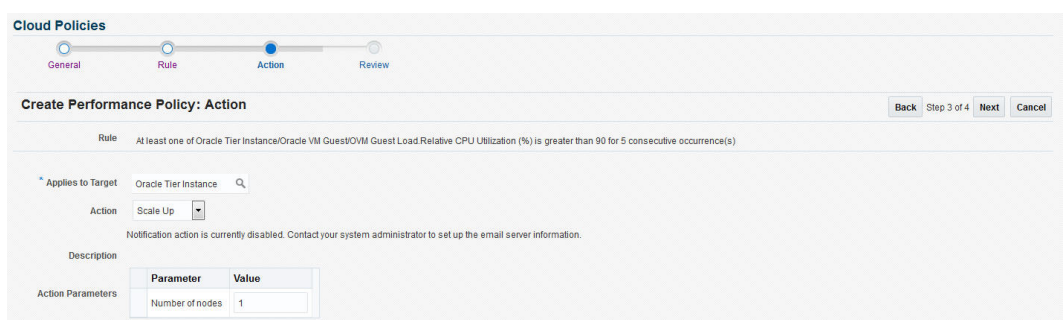 Cloud Policies
General Rule Action Review
Create Performance Policy: Action
Back Step 3 of 4 Next Cancel
Rule At least one of Oracle Tier Instance/Oracle VM Guest/OVM Guest Load.Relative CPU Utilization (%) is greater than 90 for 5 consecutive occurrence(s)
* Applies to Target Oracle Tier Instance
Action Scale Up
Notification action is currently disabled. Contact your system administrator to set up the email server information.
Description
Parameter Value
Action Parameters
Number of nodes 1